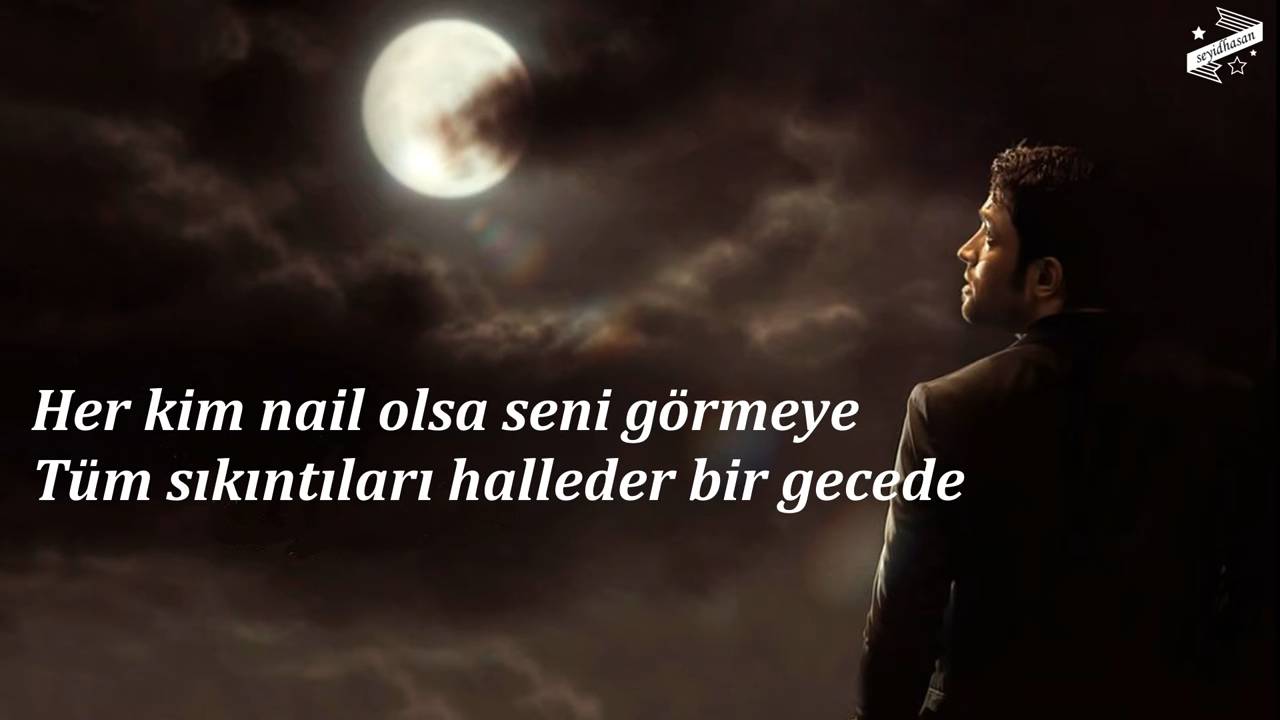 seyidhasan
Her kim nail olsa seni görmeye
Tüm sıkıntıları halleder bir gecede